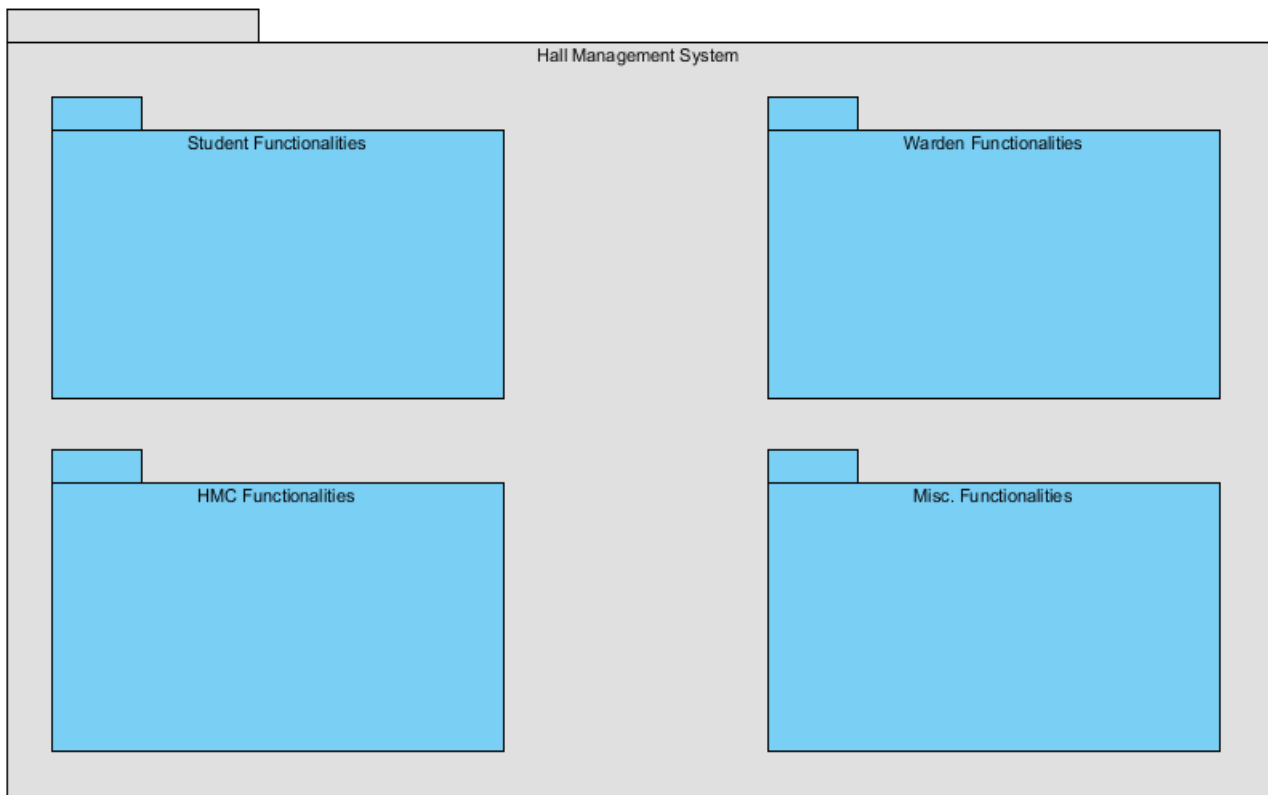 Hall Management System
Student Functionalities
Warden Functionalities
HMC Functionalities
Misc. Functionalities